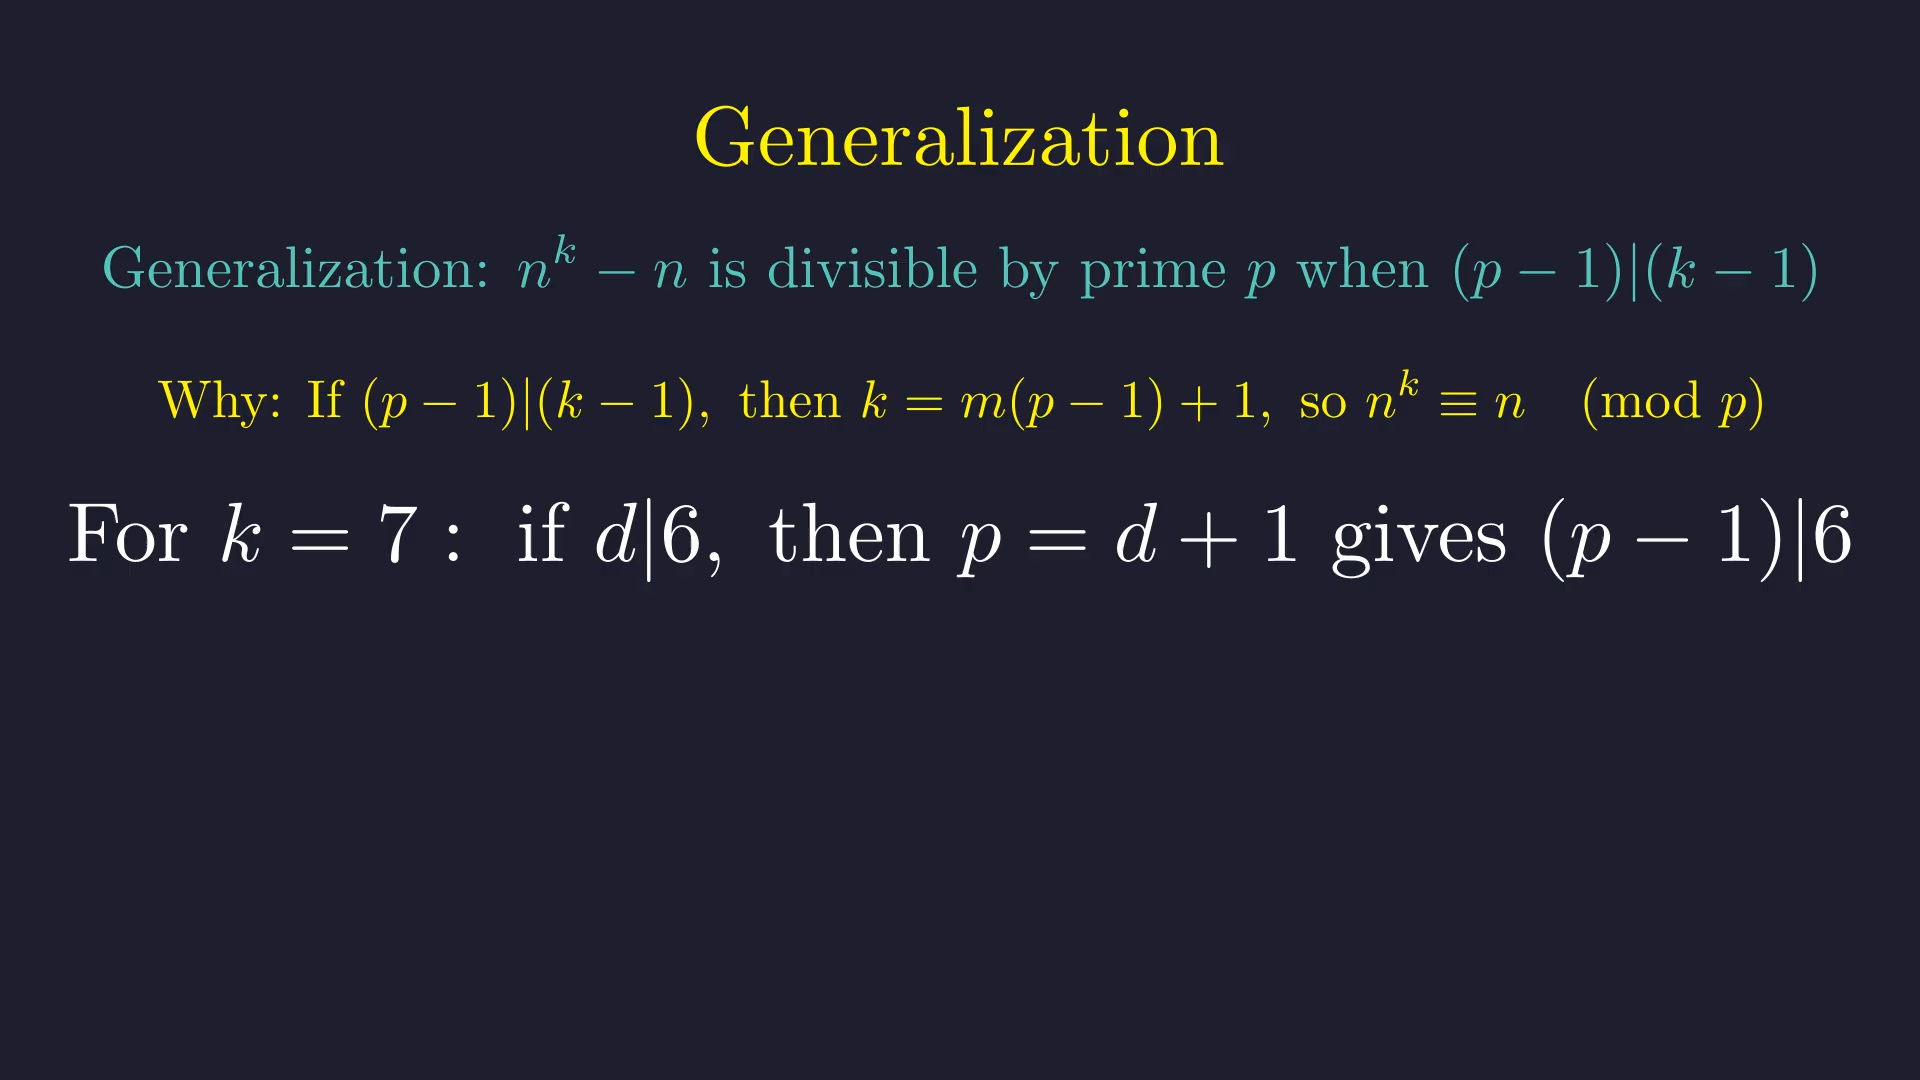 Generalization
Generalization: $n^k - n$ is divisible by prime $p$ when $(p-1)|(k-1)$
Why: If $(p-1)|(k-1)$, then $k = m(p-1)+1$, so $n^k \equiv n \pmod{p}$
For $k = 7:$ if $d|6$, then $p = d+1$ gives $(p-1)|6$